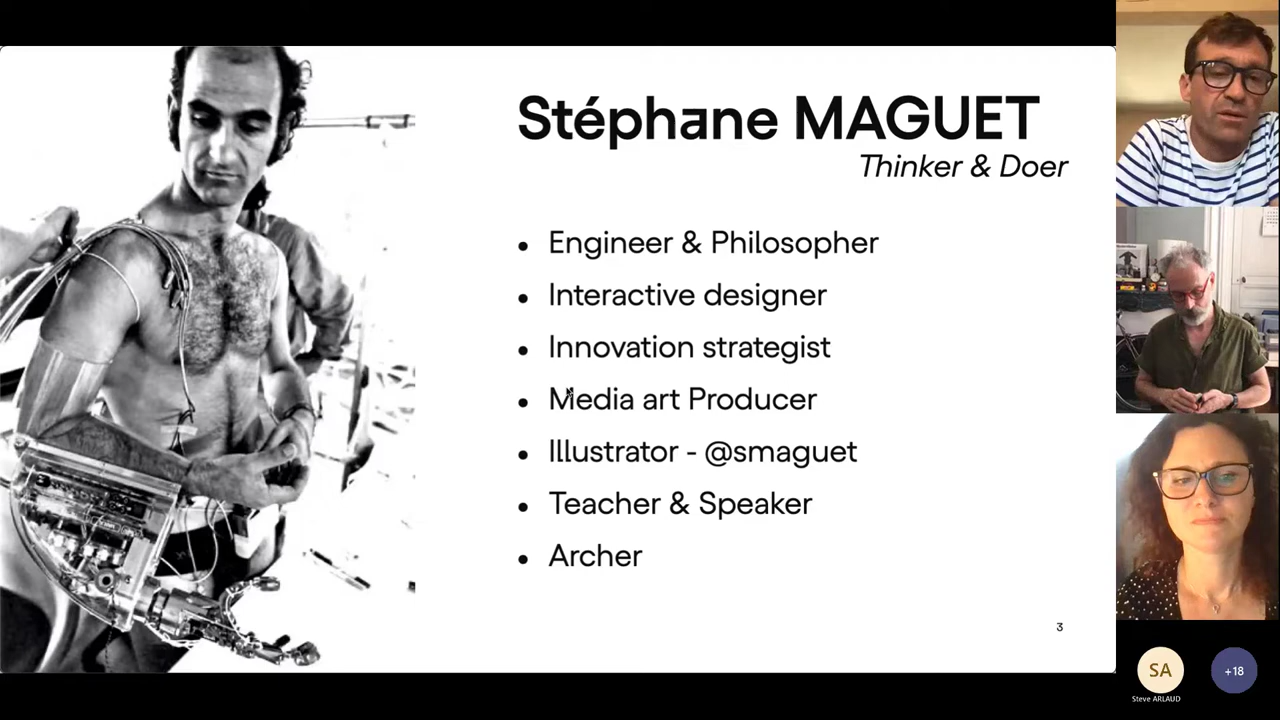 Stéphane MAGUET
Thinker & Doer
• Engineer & Philosopher
• Interactive designer
• Innovation strategist
• Media art Producer
• Illustrator - @smaguet
• Teacher & Speaker
• Archer
3
SA
Steve ARLAUD
+18